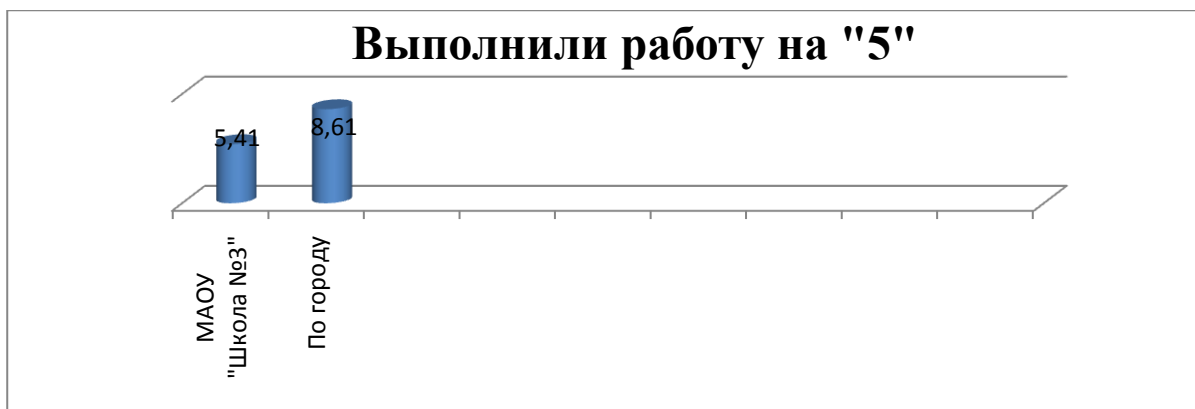 Выполнили работу на "5"
5,41
8,61
МАОУ
"Школа №3"
По городу